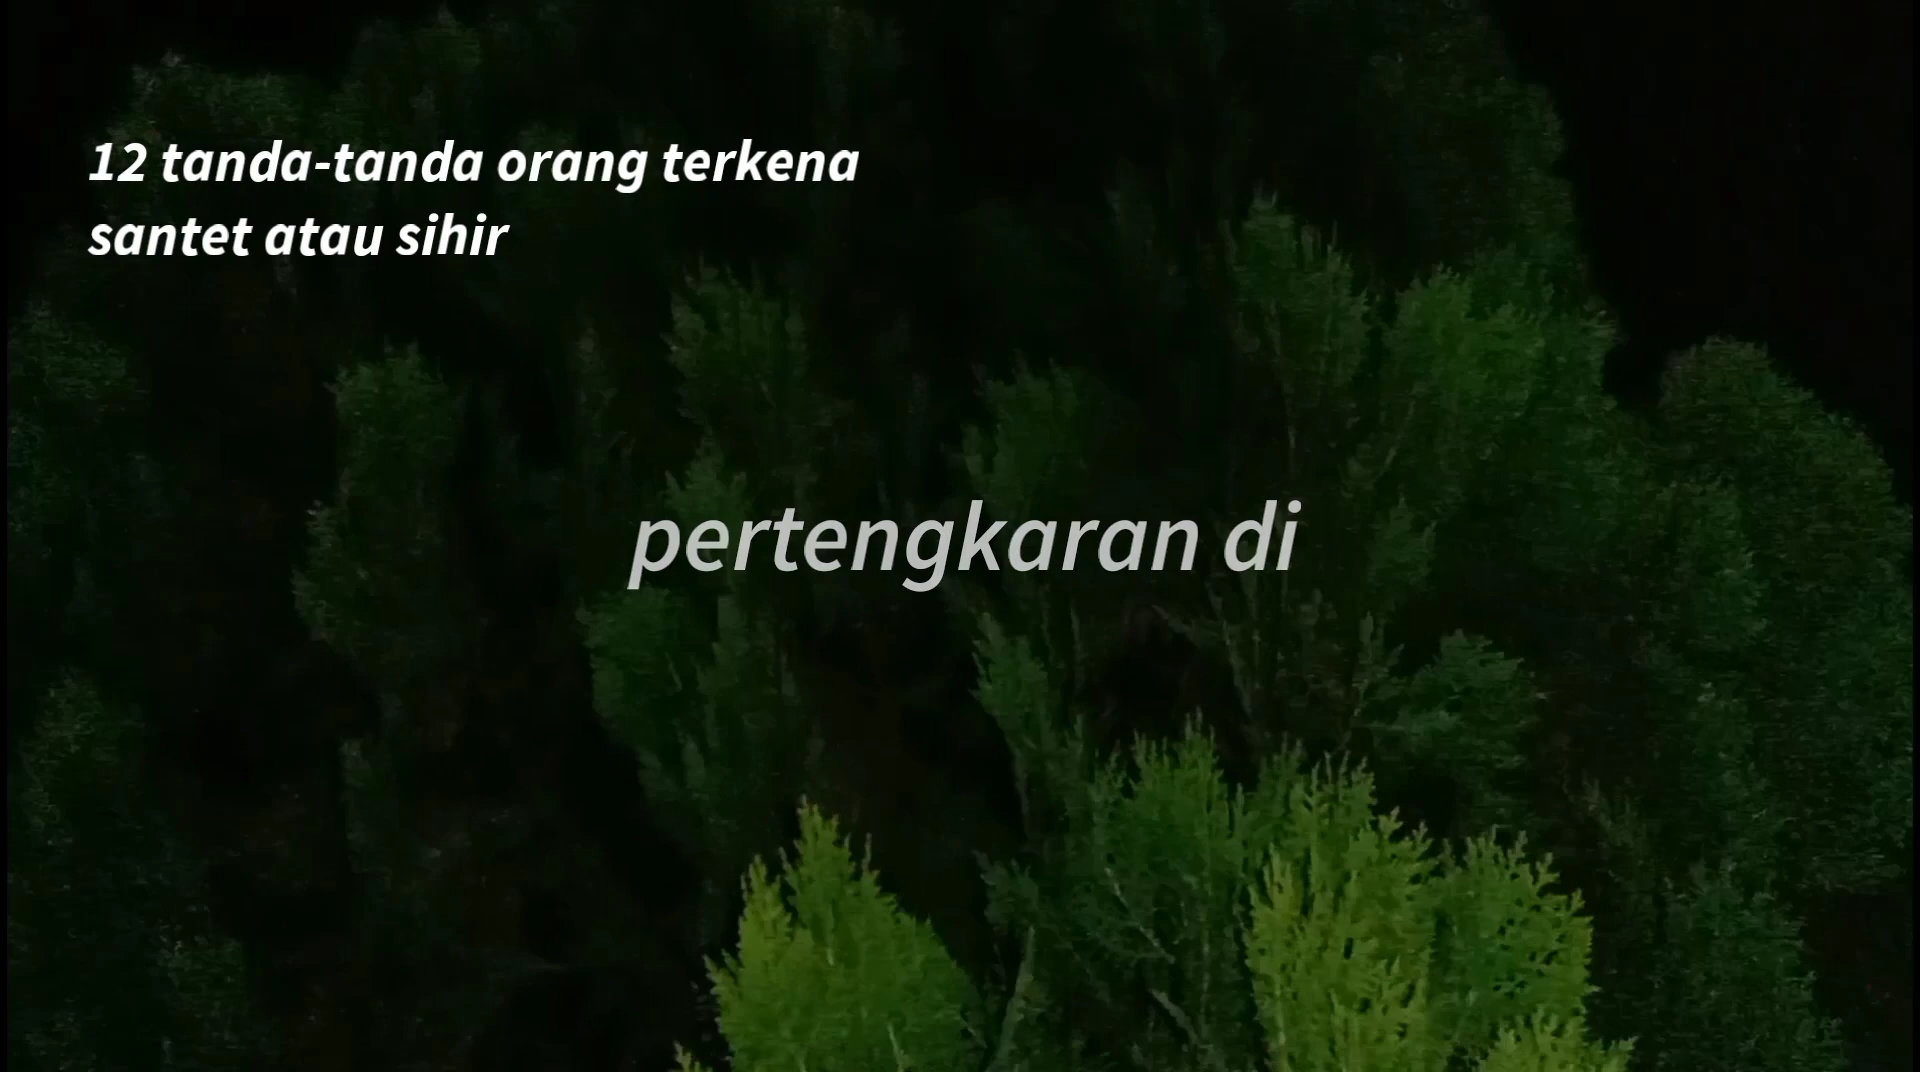 12 tanda-tanda orang terkena
santet atau sihir
pertengkaran di